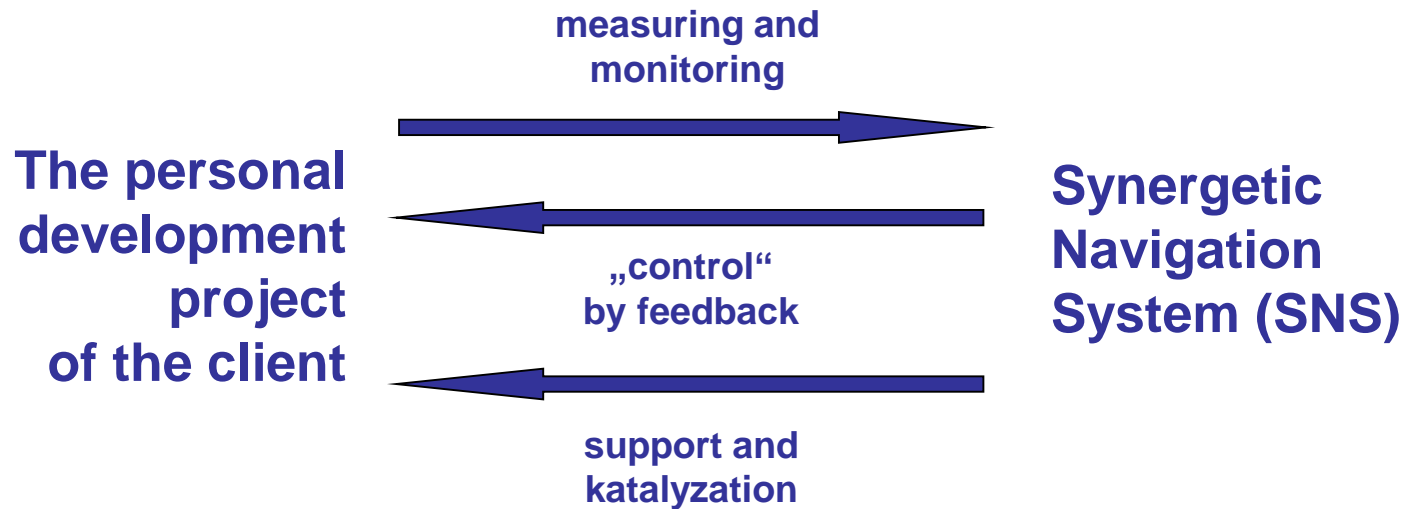 measuring and
monitoring
The personal
development
project
of the client
„control“
by feedback
support and
katalyzation
Synergetic
Navigation
System (SNS)